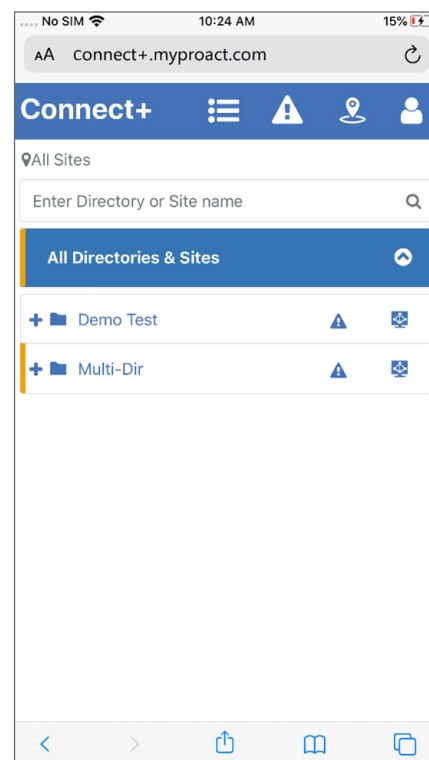 No SIM 10:24 AM 15%
AA Connect+.myproact.com
Connect+
All Sites
Enter Directory or Site name
All Directories & Sites
Demo Test
Multi-Dir